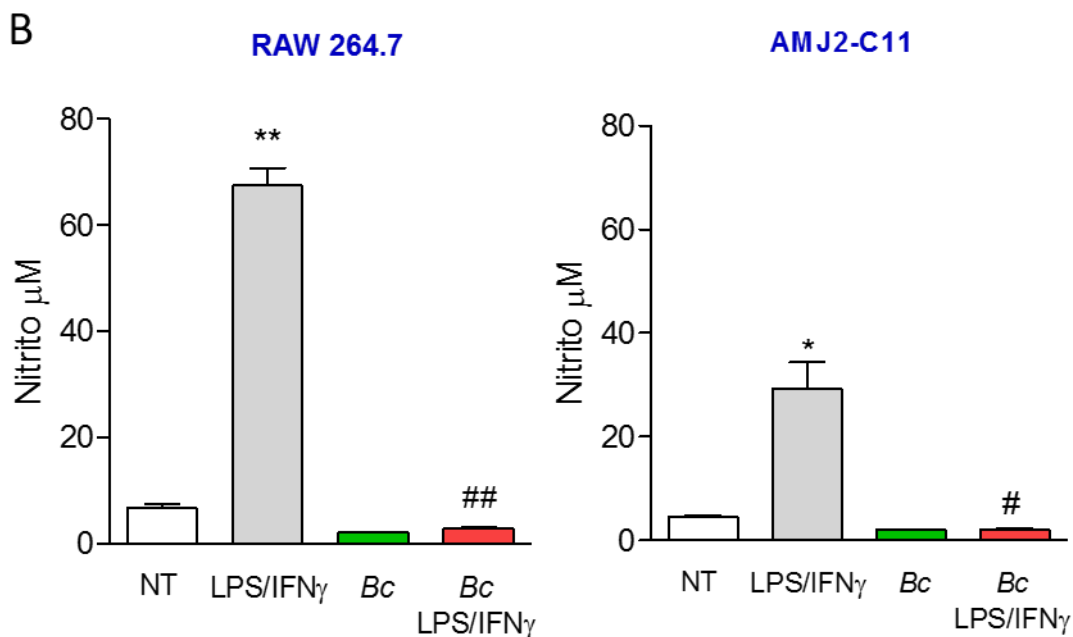 B
RAW 264.7
Nitrito μM
80
60
40
20
0
**
##
NT
LPS/IFNγ
Bc
Bc
LPS/IFNγ
AMJ2-C11
Nitrito μM
80
60
40
20
0
*
#
NT
LPS/IFNγ
Bc
Bc
LPS/IFNγ